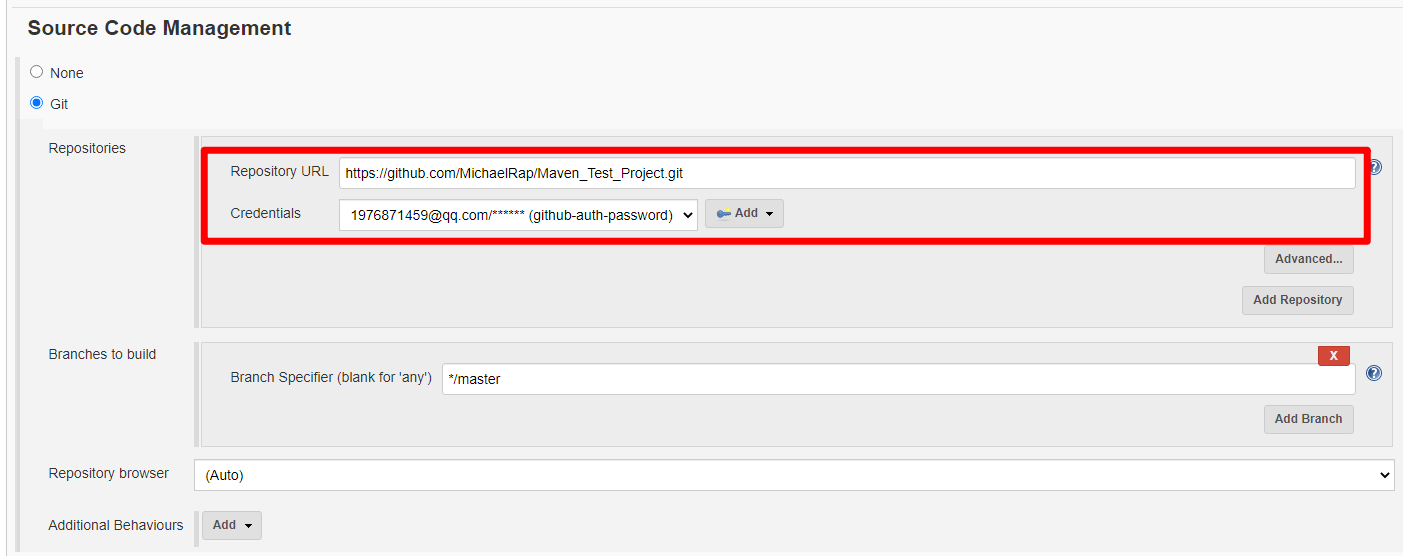 Source Code Management
None
Git
Repositories
Repository URL https://github.com/MichaelRap/Maven_Test_Project.git
Credentials 1976871459@qq.com/****** (github-auth-password) Add
Advanced...
Add Repository
Branches to build
X
Branch Specifier (blank for 'any') */master
Add Branch
Repository browser (Auto)
Additional Behaviours Add